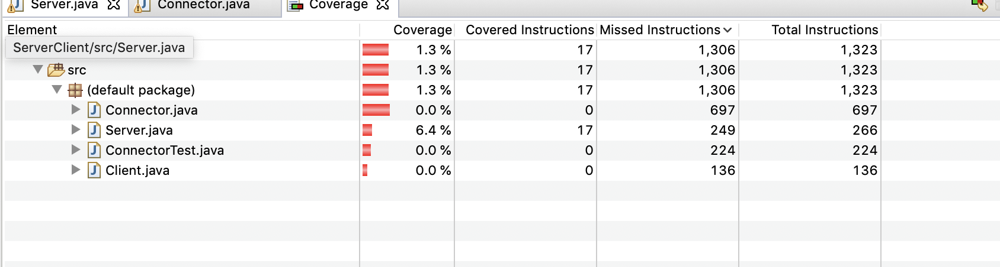 Server.java Connector.java Coverage
Element Coverage Covered Instructions Missed Instructions Total Instructions
ServerClient/src/Server.java 1.3 % 17 1,306 1,323
src 1.3 % 17 1,306 1,323
(default package) 1.3 % 17 1,306 1,323
J Connector.java 0.0 % 0 697 697
J Server.java 6.4 % 17 249 266
J ConnectorTest.java 0.0 % 0 224 224
J Client.java 0.0 % 0 136 136